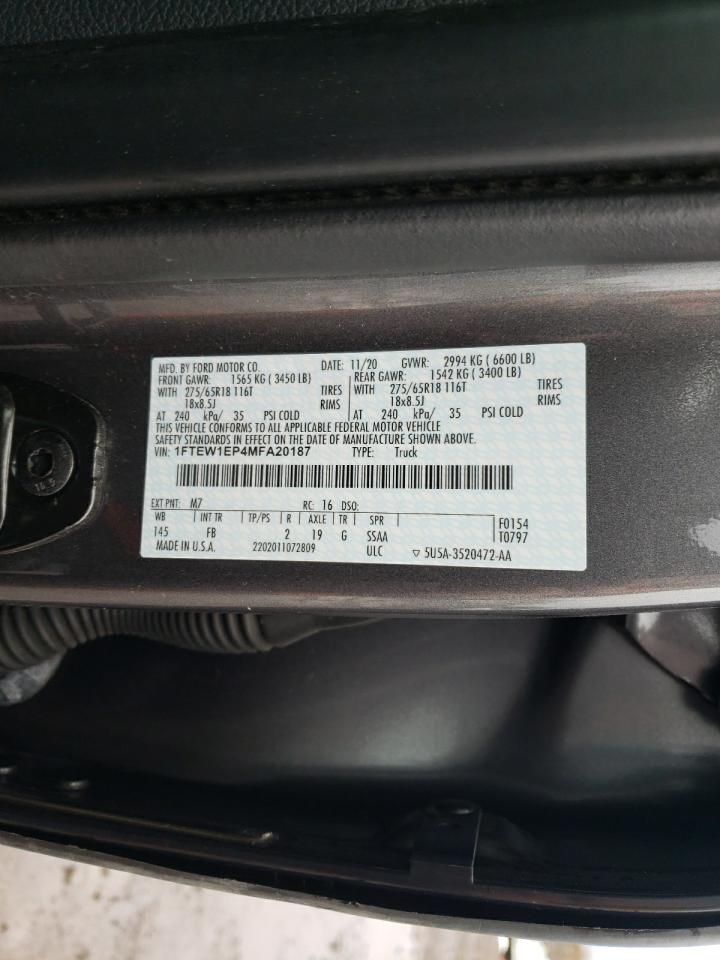 MFD. BY FORD MOTOR CO. DATE: 11/20 GVWR: 2994 KG ( 6600 LB)
FRONT GAWR: 1565 KG ( 3450 LB) REAR GAWR: 1542 KG ( 3400 LB)
WITH 275/65R18 116T TIRES WITH 275/65R18 116T TIRES
18x8.5J RIMS 18x8.5J RIMS
AT 240 kPa/ 35 PSI COLD AT 240 kPa/ 35 PSI COLD
THIS VEHICLE CONFORMS TO ALL APPLICABLE FEDERAL MOTOR VEHICLE
SAFETY STANDARDS IN EFFECT ON THE DATE OF MANUFACTURE SHOWN ABOVE.
VIN: 1FTEW1EP4MFA20187 TYPE: Truck
EXT PNT: M7 RC: 16 DSO:
WB INT TR TP/PS R AXLE TR SPR F0154
145 FB 2 19 G SSAA T0797
MADE IN U.S.A. 2202011072809 ULC ▽ 5U5A-3520472-AA